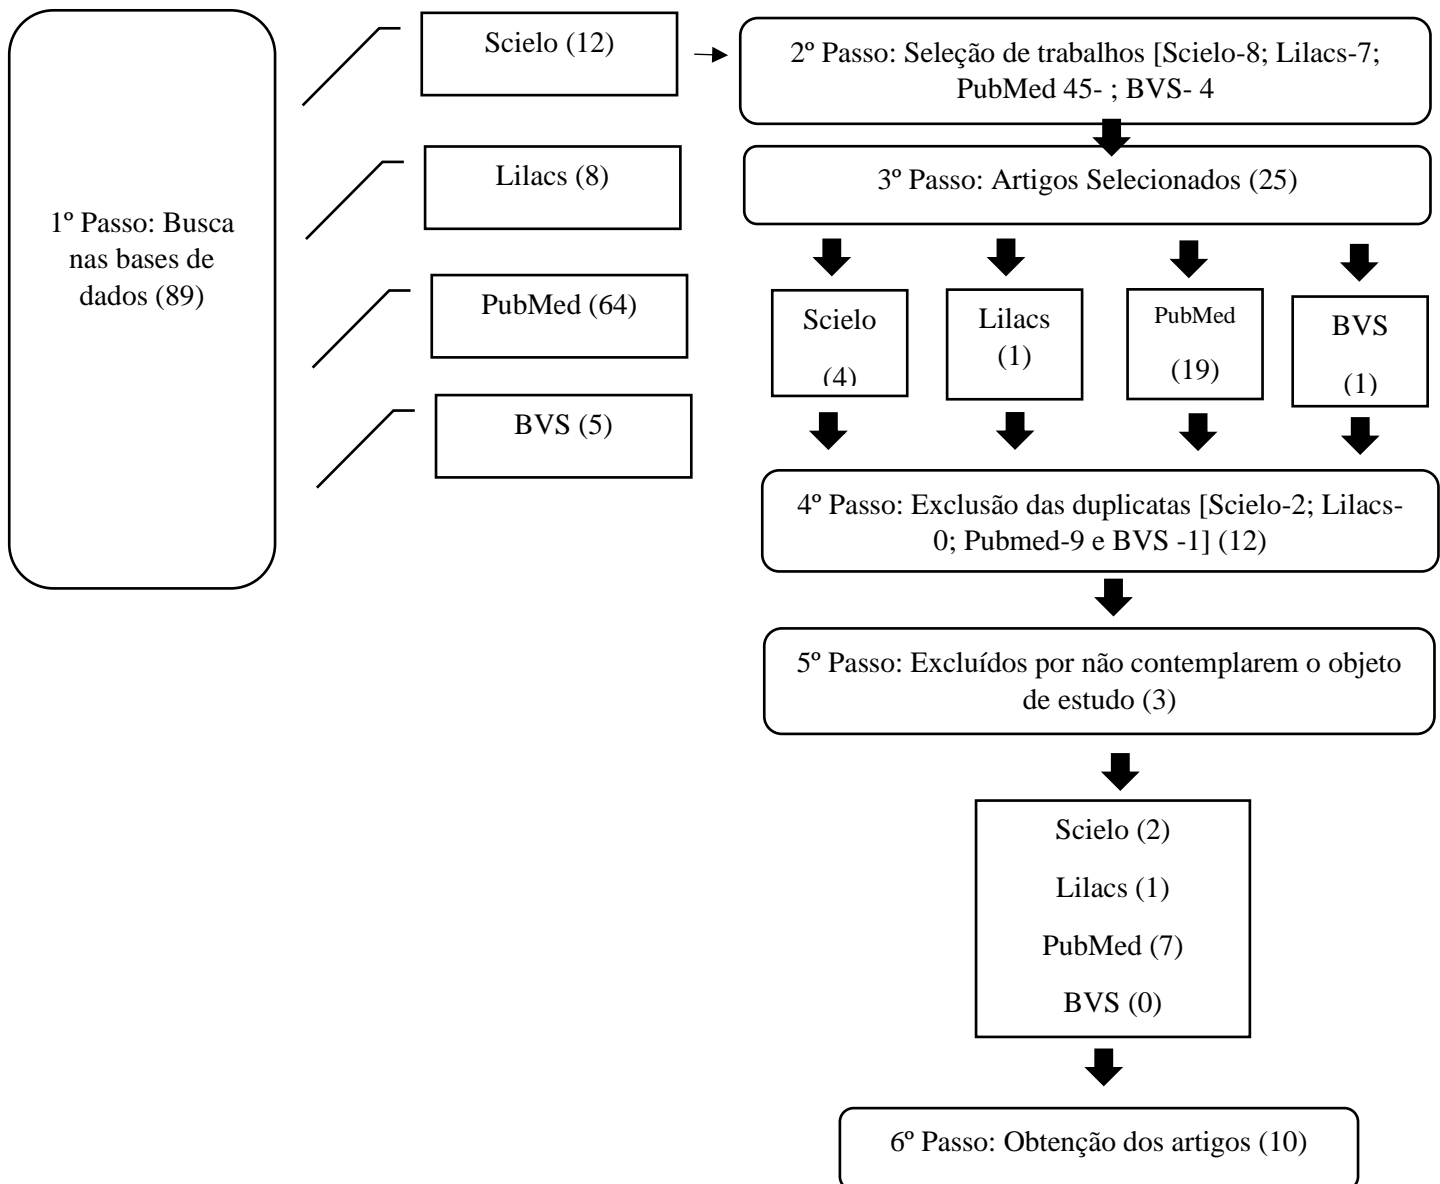 1º Passo: Busca
nas bases de
dados (89)
Scielo (12)
Lilacs (8)
PubMed (64)
BVS (5)
2º Passo: Seleção de trabalhos [Scielo-8; Lilacs-7;
PubMed 45- ; BVS- 4
3º Passo: Artigos Selecionados (25)
Scielo
(4)
Lilacs
(1)
PubMed
(19)
BVS
(1)
4º Passo: Exclusão das duplicatas [Scielo-2; Lilacs-
0; Pubmed-9 e BVS -1] (12)
5º Passo: Excluídos por não contemplarem o objeto
de estudo (3)
Scielo (2)
Lilacs (1)
PubMed (7)
BVS (0)
6º Passo: Obtenção dos artigos (10)